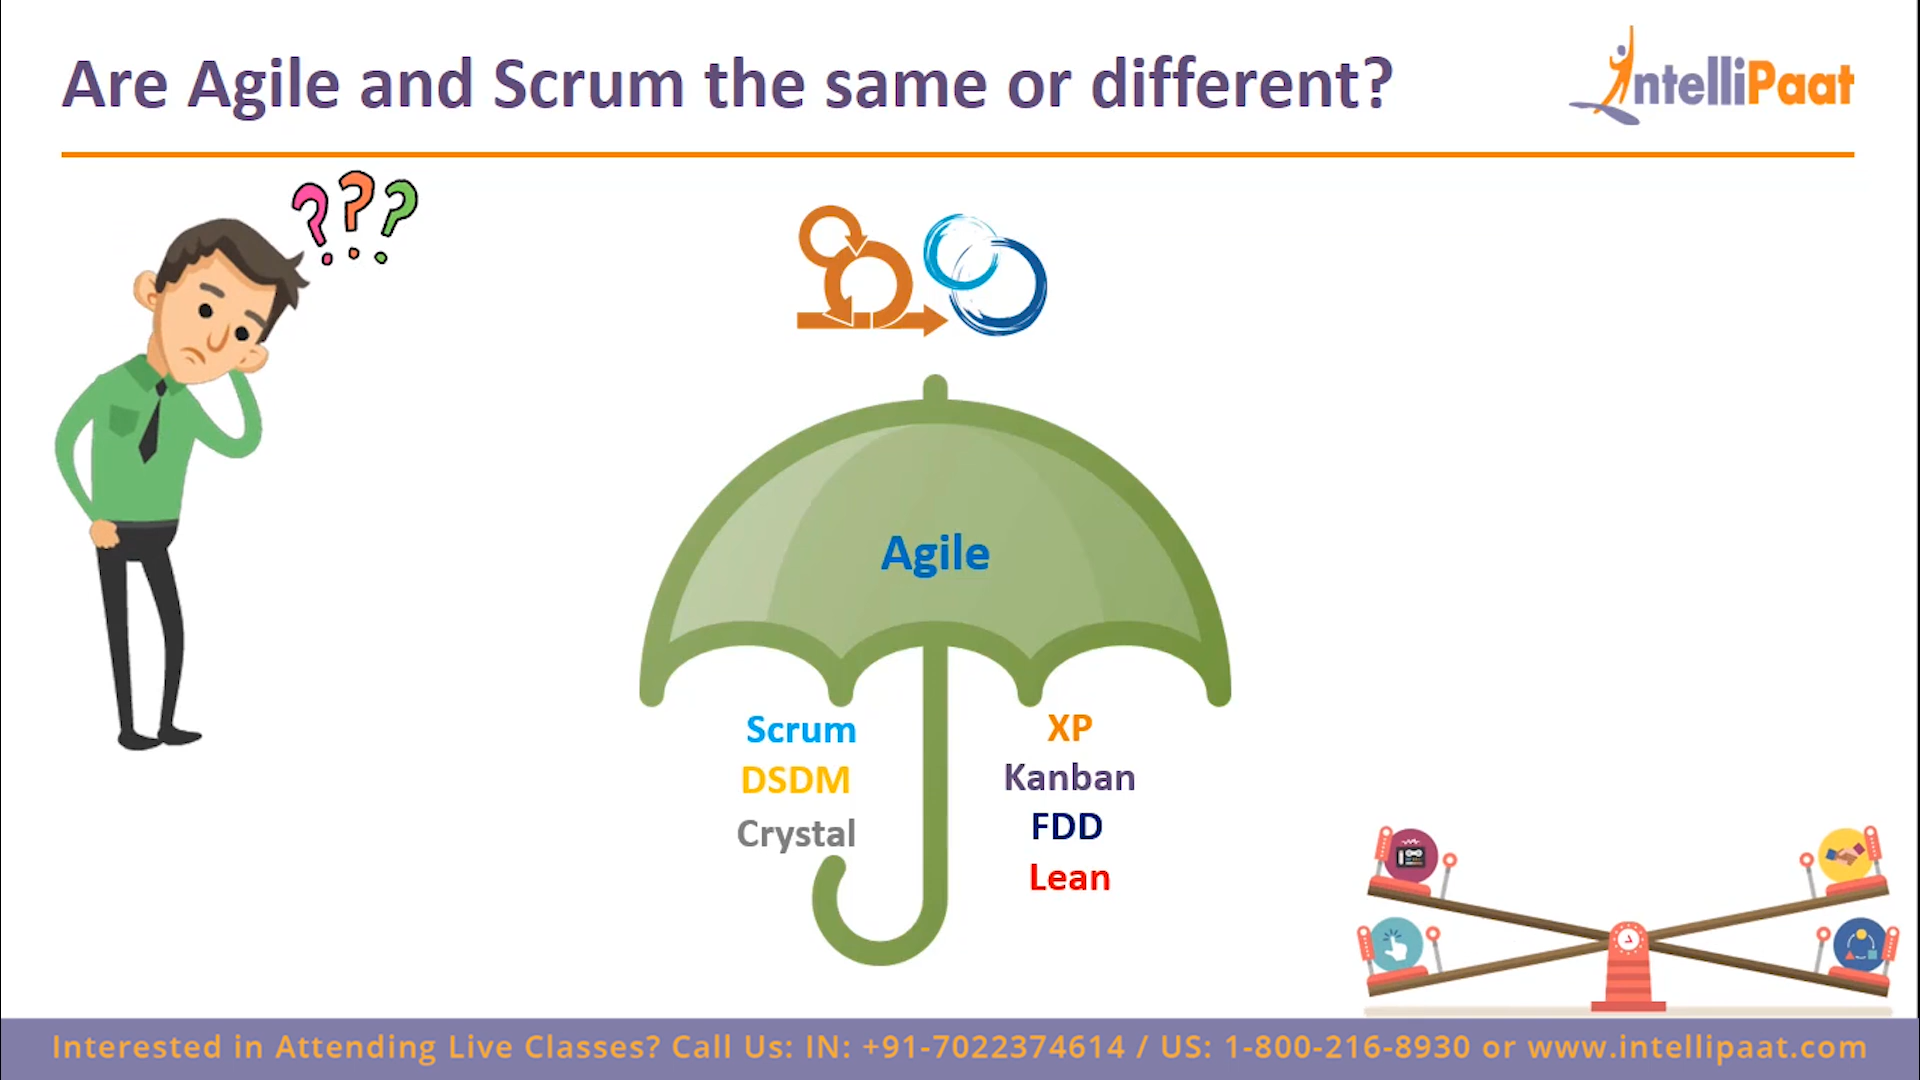 Are Agile and Scrum the same or different?
IntelliPaat
???
Agile
Scrum
DSDM
Crystal
XP
Kanban
FDD
Lean
Interested in Attending Live Classes? Call Us: IN: +91-7022374614 / US: 1-800-216-8930 or www.intellipaat.com